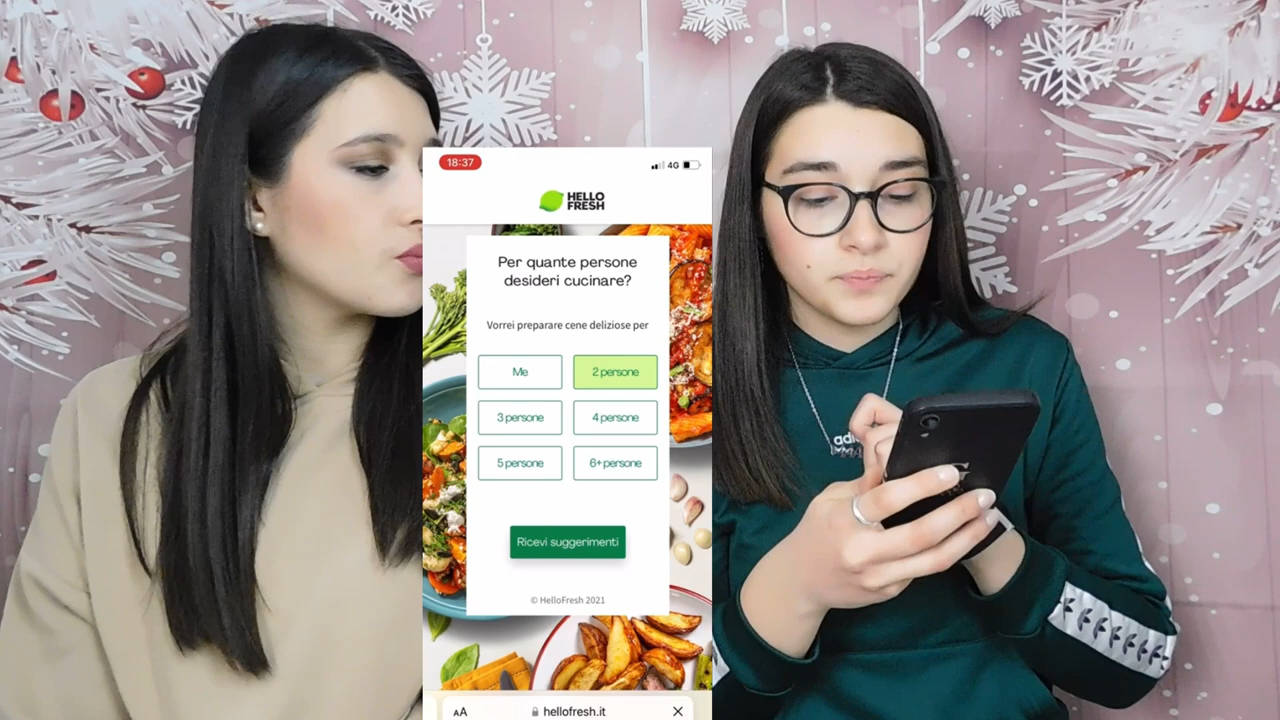 18:37
4G
HELLO
FRESH
Per quante persone
desideri cucinare?
Vorrei preparare cene deliziose per
Me
2 persone
3 persone
4 persone
5 persone
6+ persone
Ricevi suggerimenti
© HelloFresh 2021
AA
hellofresh.it